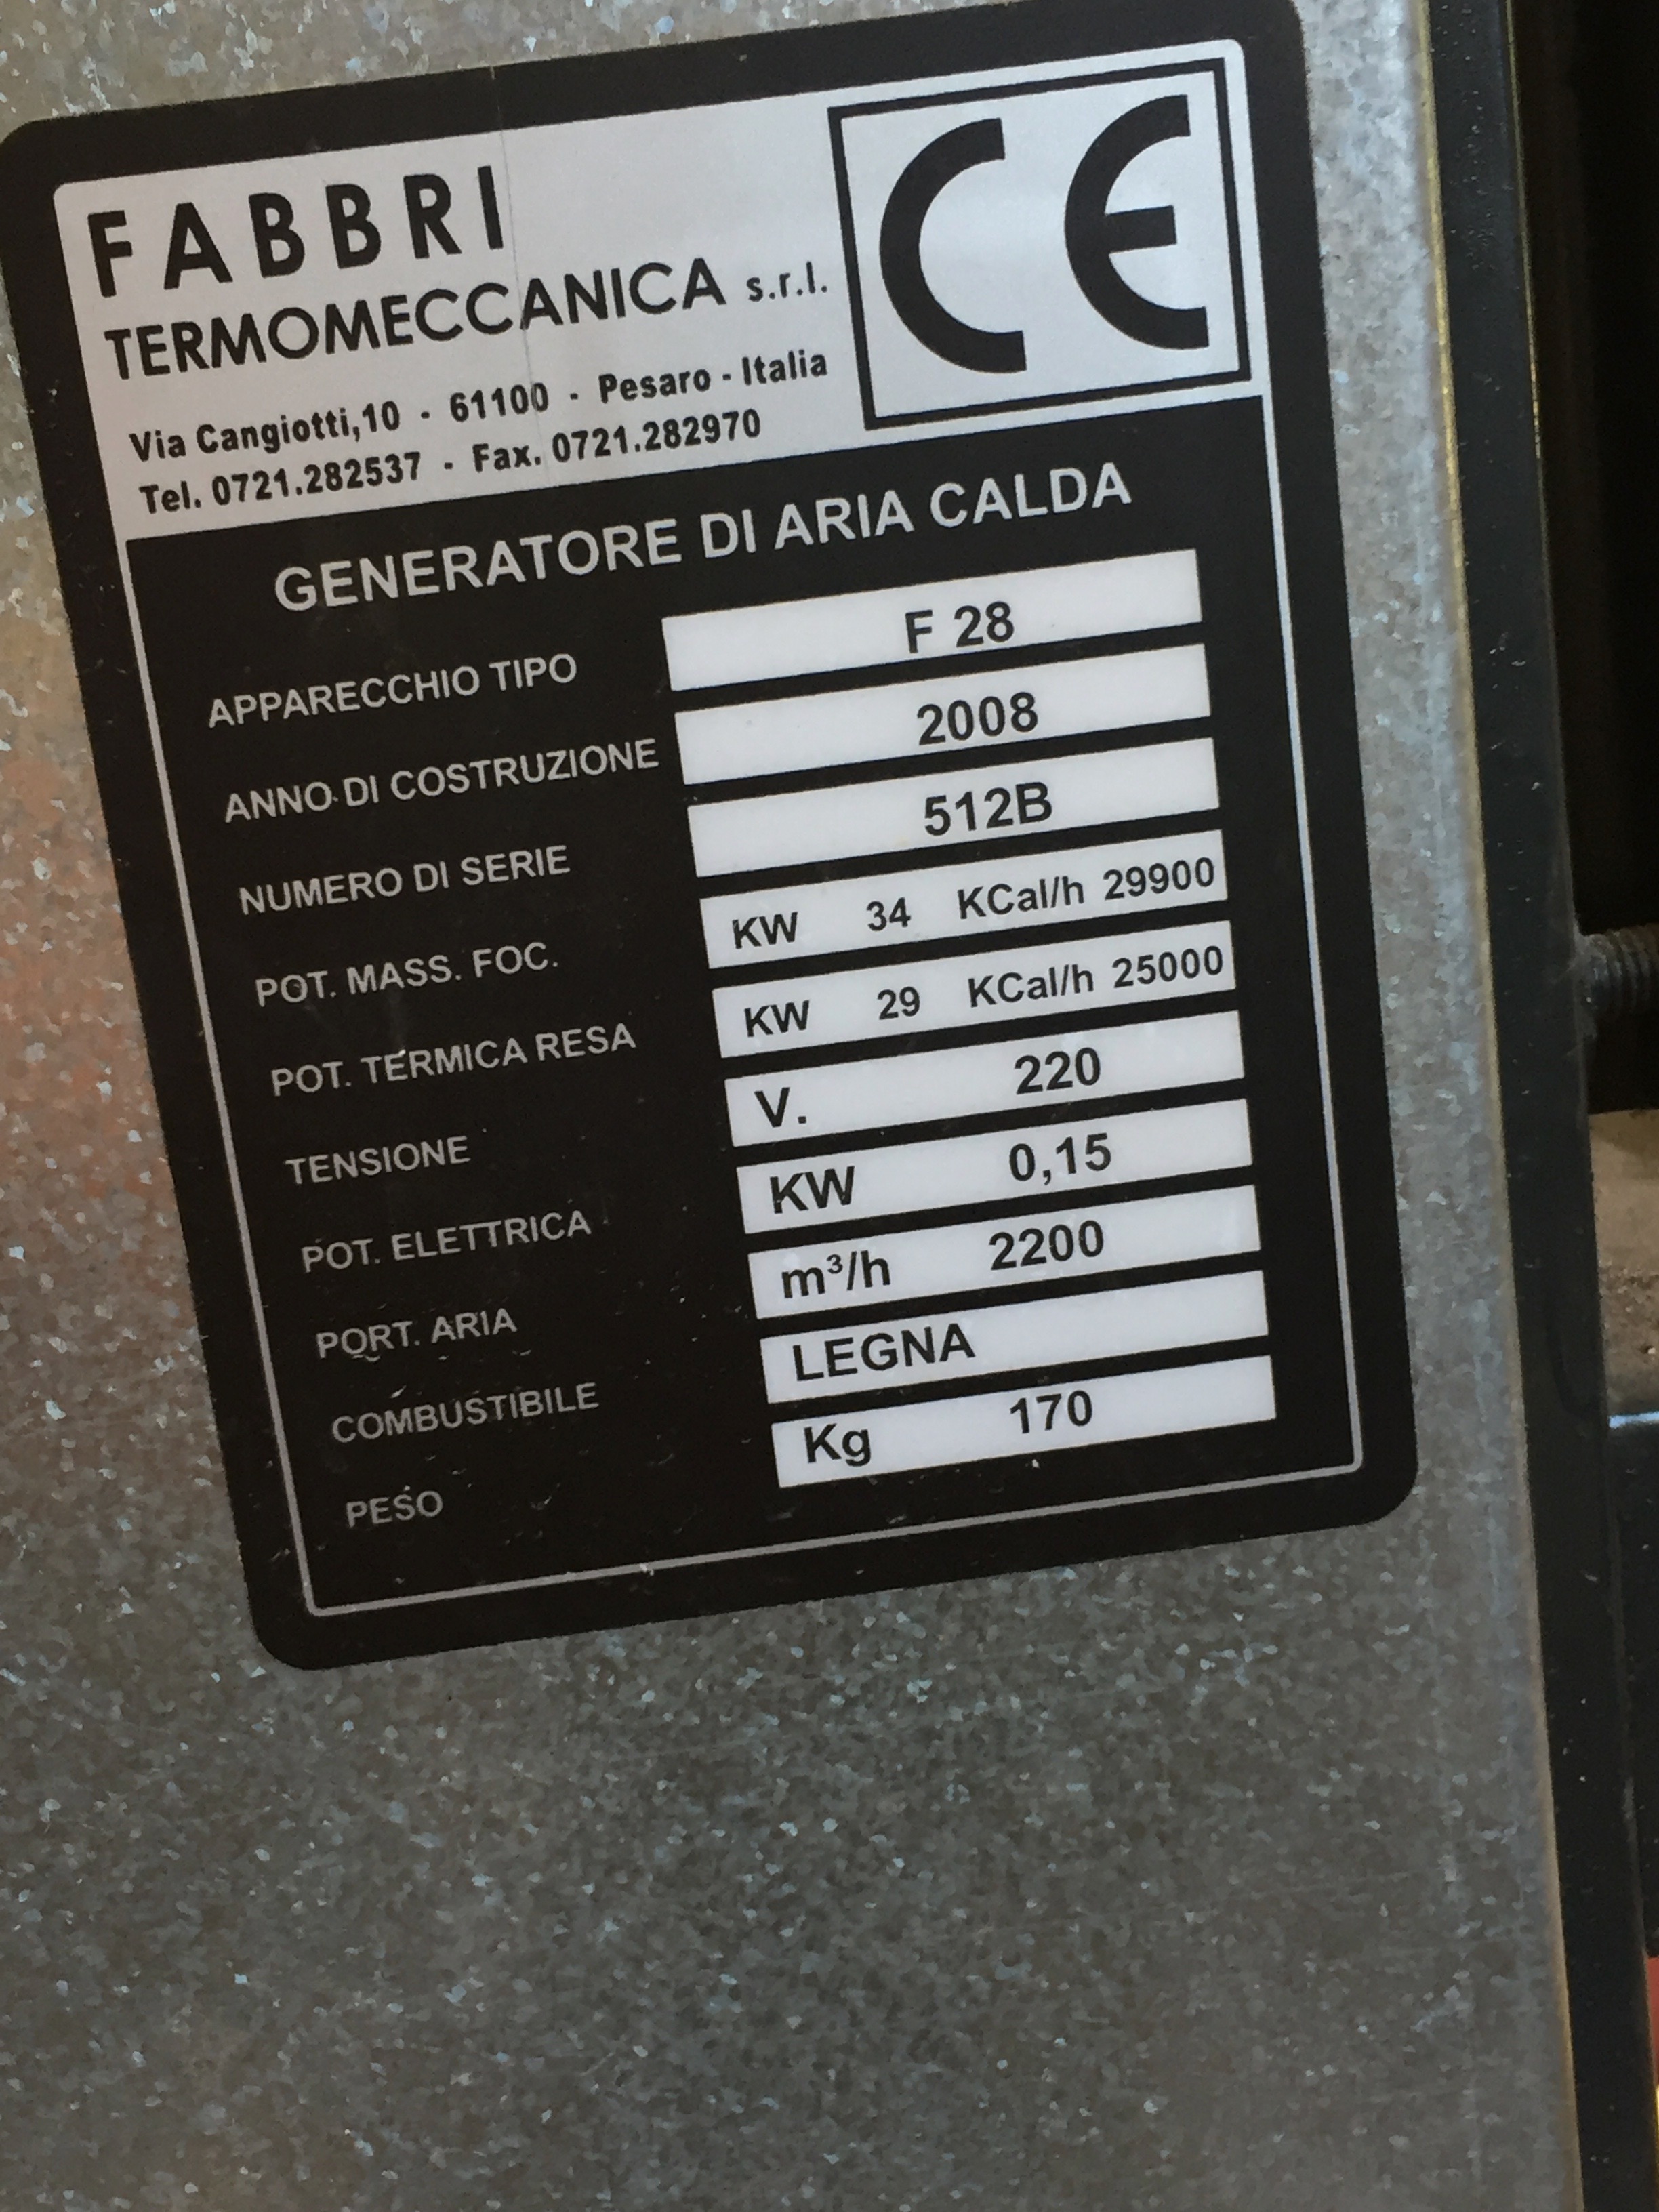 FABBRI
TERMOMECCANICA s.r.l.
Via Cangiotti,10 - 61100 - Pesaro - Italia
Tel. 0721.282537 - Fax. 0721.282970
CE
GENERATORE DI ARIA CALDA
APPARECCHIO TIPO F 28
ANNO DI COSTRUZIONE 2008
NUMERO DI SERIE 512B
POT. MASS. FOC. KW 34 KCal/h 29900
POT. TERMICA RESA KW 29 KCal/h 25000
TENSIONE V. 220
POT. ELETTRICA KW 0,15
PORT. ARIA m³/h 2200
COMBUSTIBILE LEGNA
PESO Kg 170